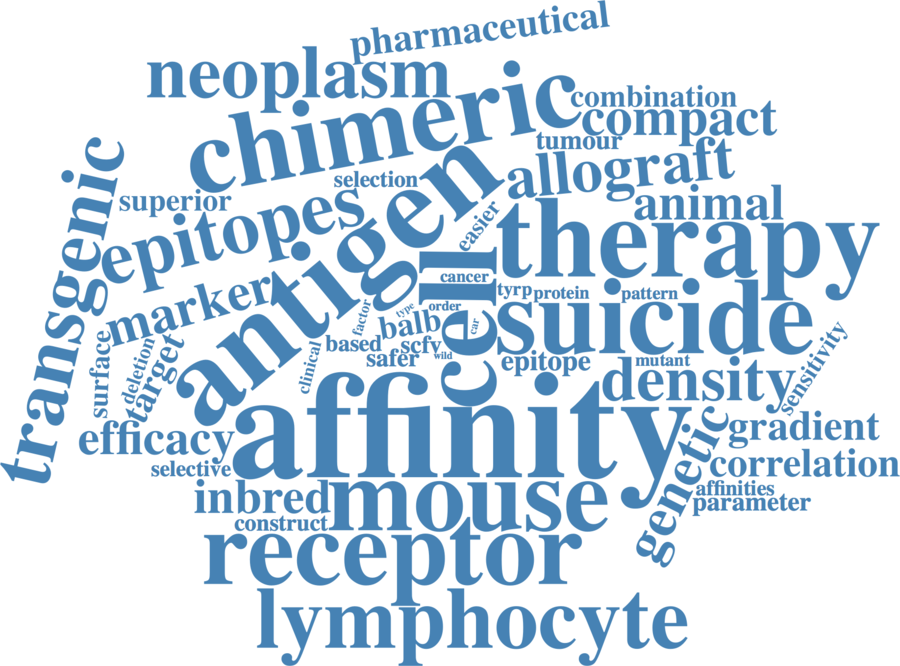 pharmaceutical
neoplasm
chimeric
combination
compact
tumour
allograft
transgenic
selection
superior
epitopes
antigen
easier
animal
therapy
cell
cancer
tyrp
protein
pattern
marker
factor
type
order
car
suicide
balb
based
scfv
safer
wild
clinical
surface
deletion
target
epitope
mutant
density
sensitivity
efficacy
affinity
genetic
gradient
selective
correlation
inbred
mouse
affinities
parameter
construct
receptor
lymphocyte